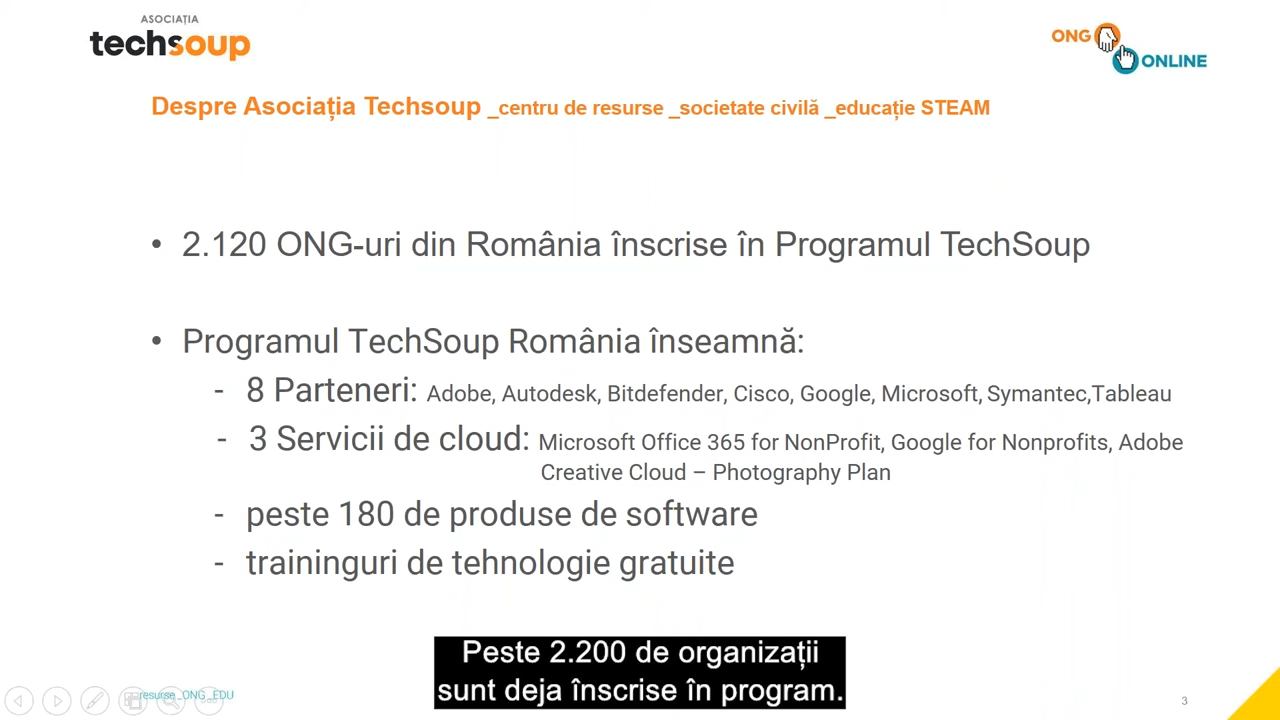 ASOCIAȚIA
techsoup
ONG
ONLINE
Despre Asociația Techsoup _centru de resurse _societate civilă _educație STEAM
• 2.120 ONG-uri din România înscrise în Programul TechSoup
• Programul TechSoup România înseamnă:
- 8 Parteneri: Adobe, Autodesk, Bitdefender, Cisco, Google, Microsoft, Symantec,Tableau
- 3 Servicii de cloud: Microsoft Office 365 for NonProfit, Google for Nonprofits, Adobe
Creative Cloud – Photography Plan
- peste 180 de produse de software
- traininguri de tehnologie gratuite
Peste 2.200 de organizații
sunt deja înscrise în program.
resurse_ONG_EDU
3